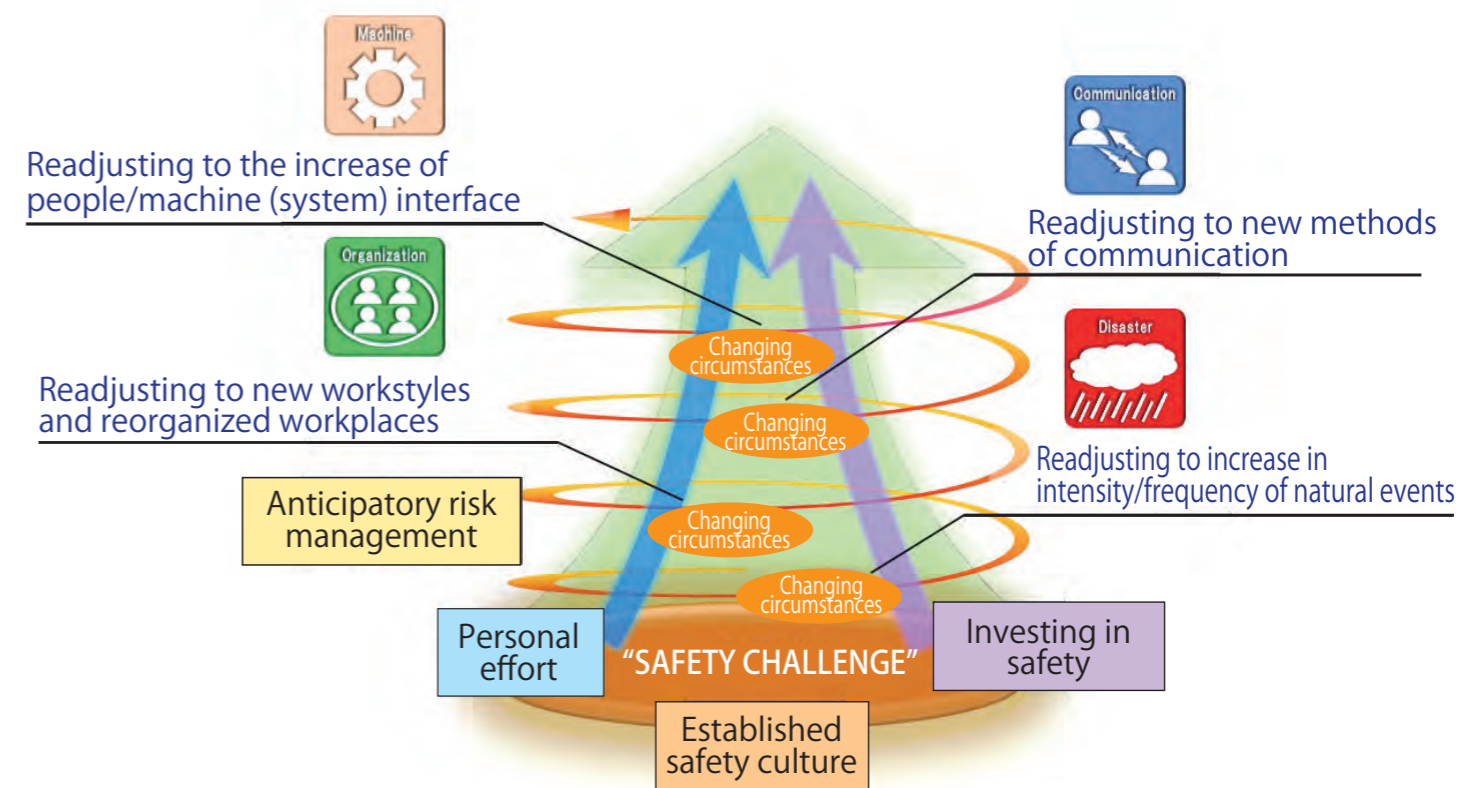 Machine
Readjusting to the increase of
people/machine (system) interface
Communication
Readjusting to new methods
of communication
Organization
Readjusting to new workstyles
and reorganized workplaces
Disaster
Readjusting to increase in
intensity/frequency of natural events
Changing
circumstances
Changing
circumstances
Changing
circumstances
Changing
circumstances
Anticipatory risk
management
Personal
effort
“SAFETY CHALLENGE”
Investing in
safety
Established
safety culture